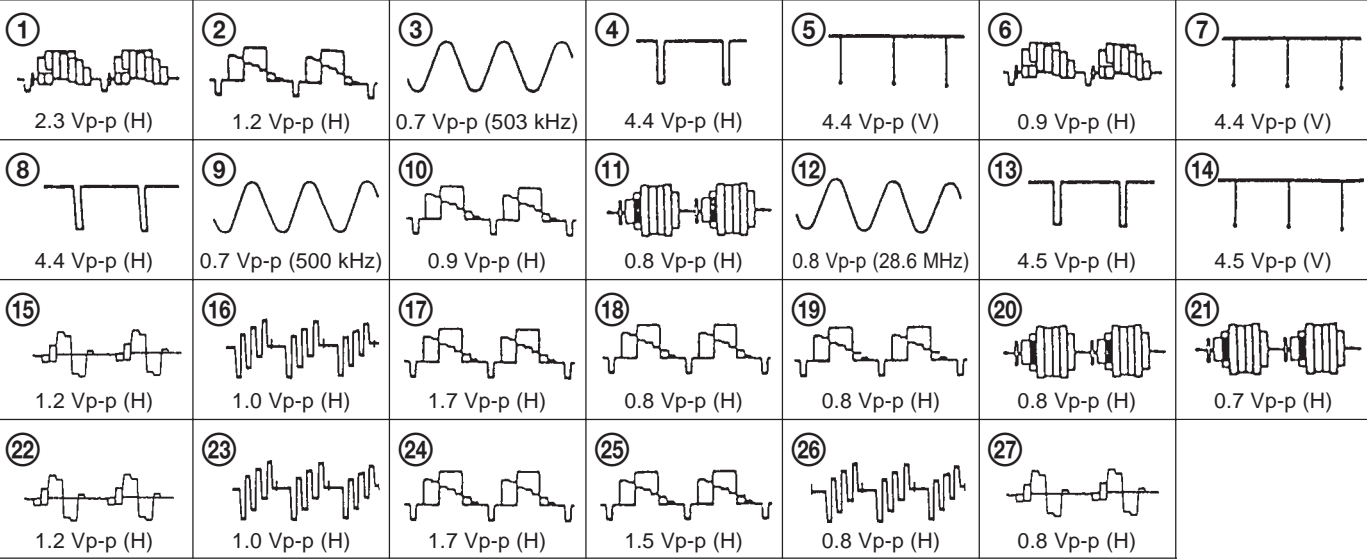 ① ② ③ ④ ⑤ ⑥ ⑦
2.3 Vp-p (H) 1.2 Vp-p (H) 0.7 Vp-p (503 kHz) 4.4 Vp-p (H) 4.4 Vp-p (V) 0.9 Vp-p (H) 4.4 Vp-p (V)
⑧ ⑨ ⑩ ⑪ ⑫ ⑬ ⑭
4.4 Vp-p (H) 0.7 Vp-p (500 kHz) 0.9 Vp-p (H) 0.8 Vp-p (H) 0.8 Vp-p (28.6 MHz) 4.5 Vp-p (H) 4.5 Vp-p (V)
⑮ ⑯ ⑰ ⑱ ⑲ ⑳ ㉑
1.2 Vp-p (H) 1.0 Vp-p (H) 1.7 Vp-p (H) 0.8 Vp-p (H) 0.8 Vp-p (H) 0.8 Vp-p (H) 0.7 Vp-p (H)
㉒ ㉓ ㉔ ㉕ ㉖ ㉗
1.2 Vp-p (H) 1.0 Vp-p (H) 1.7 Vp-p (H) 1.5 Vp-p (H) 0.8 Vp-p (H) 0.8 Vp-p (H)